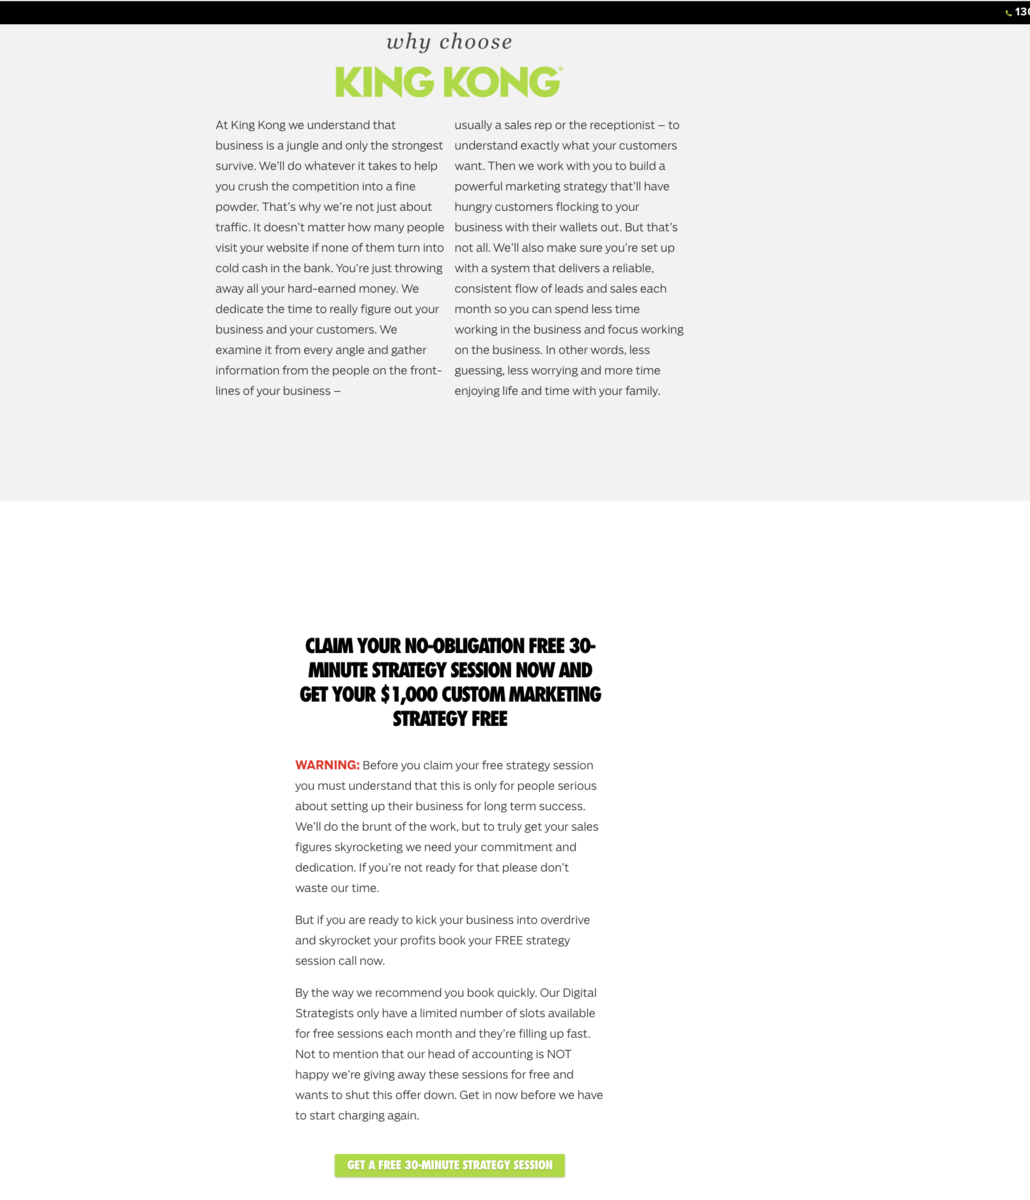 130
why choose
KING KONG®
At King Kong we understand that
business is a jungle and only the strongest
survive. We'll do whatever it takes to help
you crush the competition into a fine
powder. That's why we're not just about
traffic. It doesn't matter how many people
visit your website if none of them turn into
cold cash in the bank. You're just throwing
away all your hard-earned money. We
dedicate the time to really figure out your
business and your customers. We
examine it from every angle and gather
information from the people on the front-
lines of your business –
usually a sales rep or the receptionist – to
understand exactly what your customers
want. Then we work with you to build a
powerful marketing strategy that'll have
hungry customers flocking to your
business with their wallets out. But that's
not all. We'll also make sure you're set up
with a system that delivers a reliable,
consistent flow of leads and sales each
month so you can spend less time
working in the business and focus working
on the business. In other words, less
guessing, less worrying and more time
enjoying life and time with your family.
CLAIM YOUR NO-OBLIGATION FREE 30-
MINUTE STRATEGY SESSION NOW AND
GET YOUR $1,000 CUSTOM MARKETING
STRATEGY FREE
WARNING: Before you claim your free strategy session
you must understand that this is only for people serious
about setting up their business for long term success.
We'll do the brunt of the work, but to truly get your sales
figures skyrocketing we need your commitment and
dedication. If you're not ready for that please don't
waste our time.
But if you are ready to kick your business into overdrive
and skyrocket your profits book your FREE strategy
session call now.
By the way we recommend you book quickly. Our Digital
Strategists only have a limited number of slots available
for free sessions each month and they're filling up fast.
Not to mention that our head of accounting is NOT
happy we're giving away these sessions for free and
wants to shut this offer down. Get in now before we have
to start charging again.
GET A FREE 30-MINUTE STRATEGY SESSION